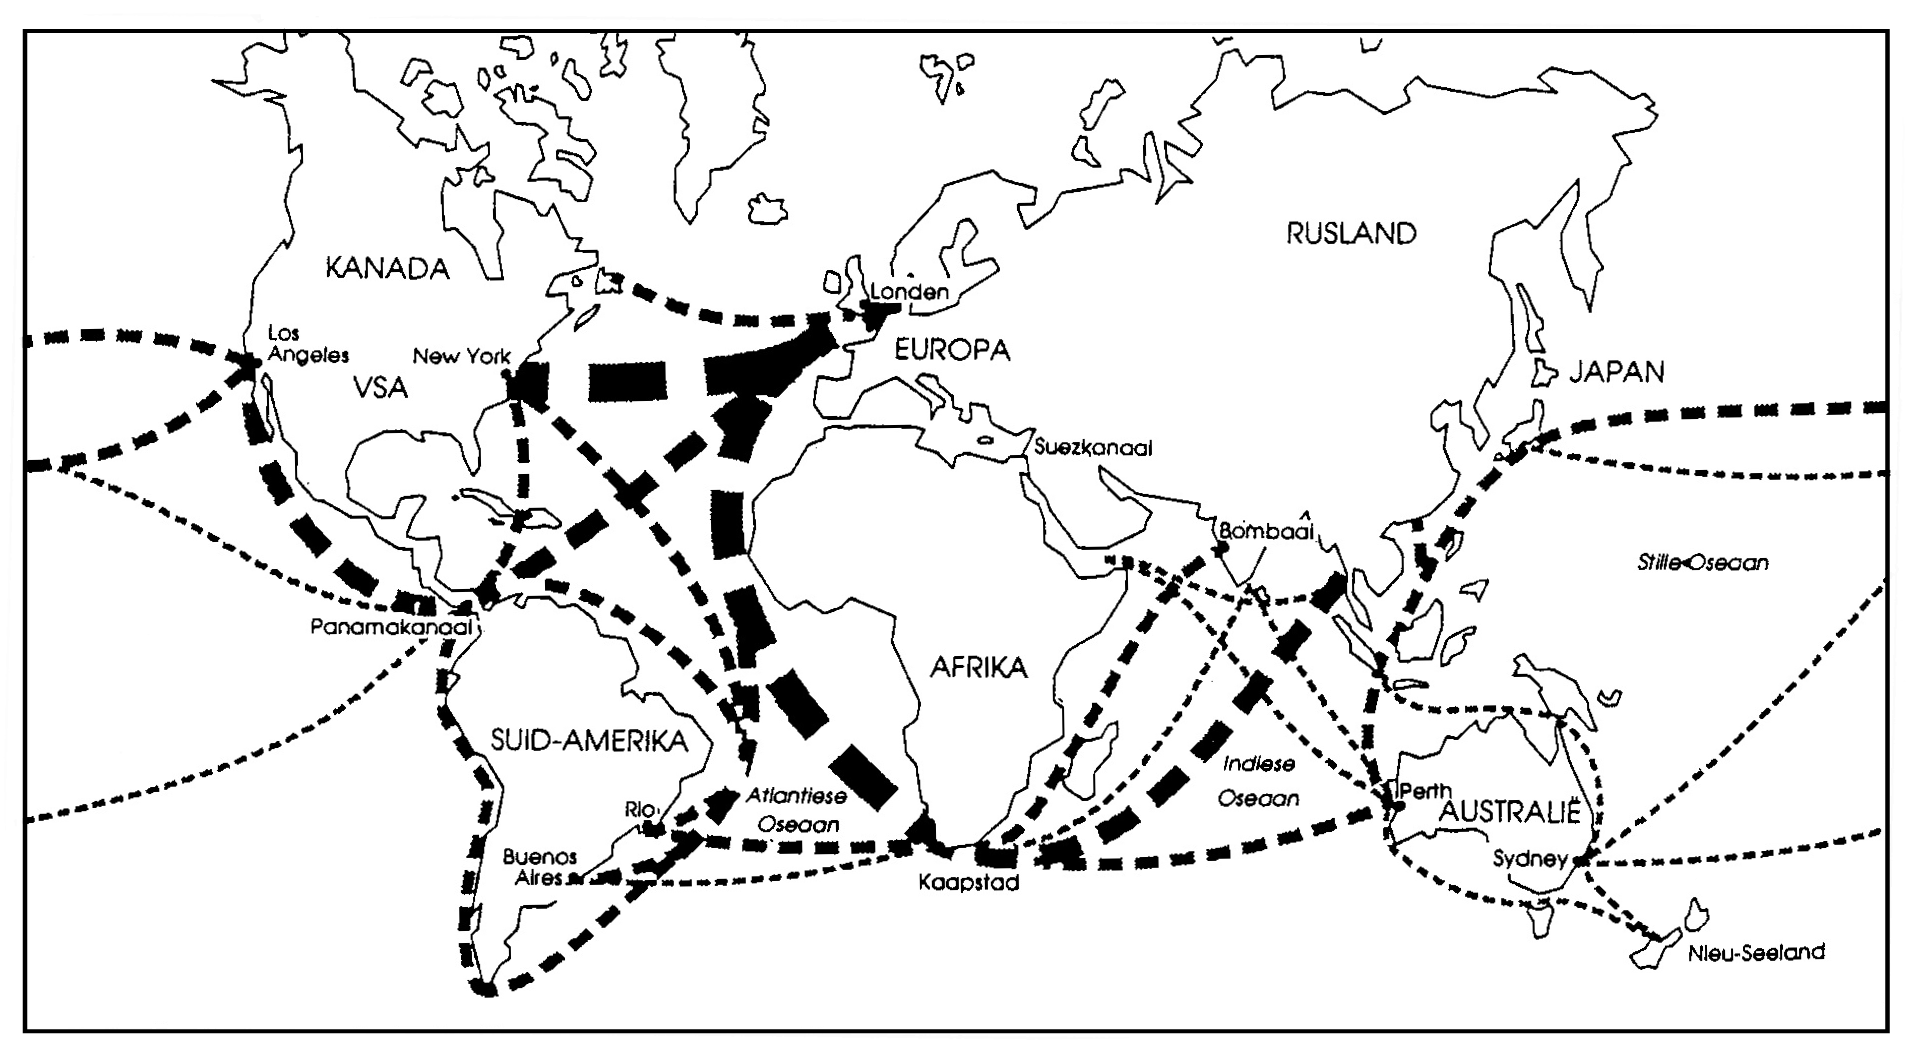 RUSLAND
KANADA
Londen
Los
Angeles
New York
EUROPA
VSA
JAPAN
Suezkanaal
Bombaai
Stille Oseaan
Panamakanaal
AFRIKA
SUID-AMERIKA
Indiese
Oseaan
Atlantiese
Oseaan
Rio
Perth
AUSTRALIË
Buenos
Aires
Sydney
Kaapstad
Nieu-Seeland